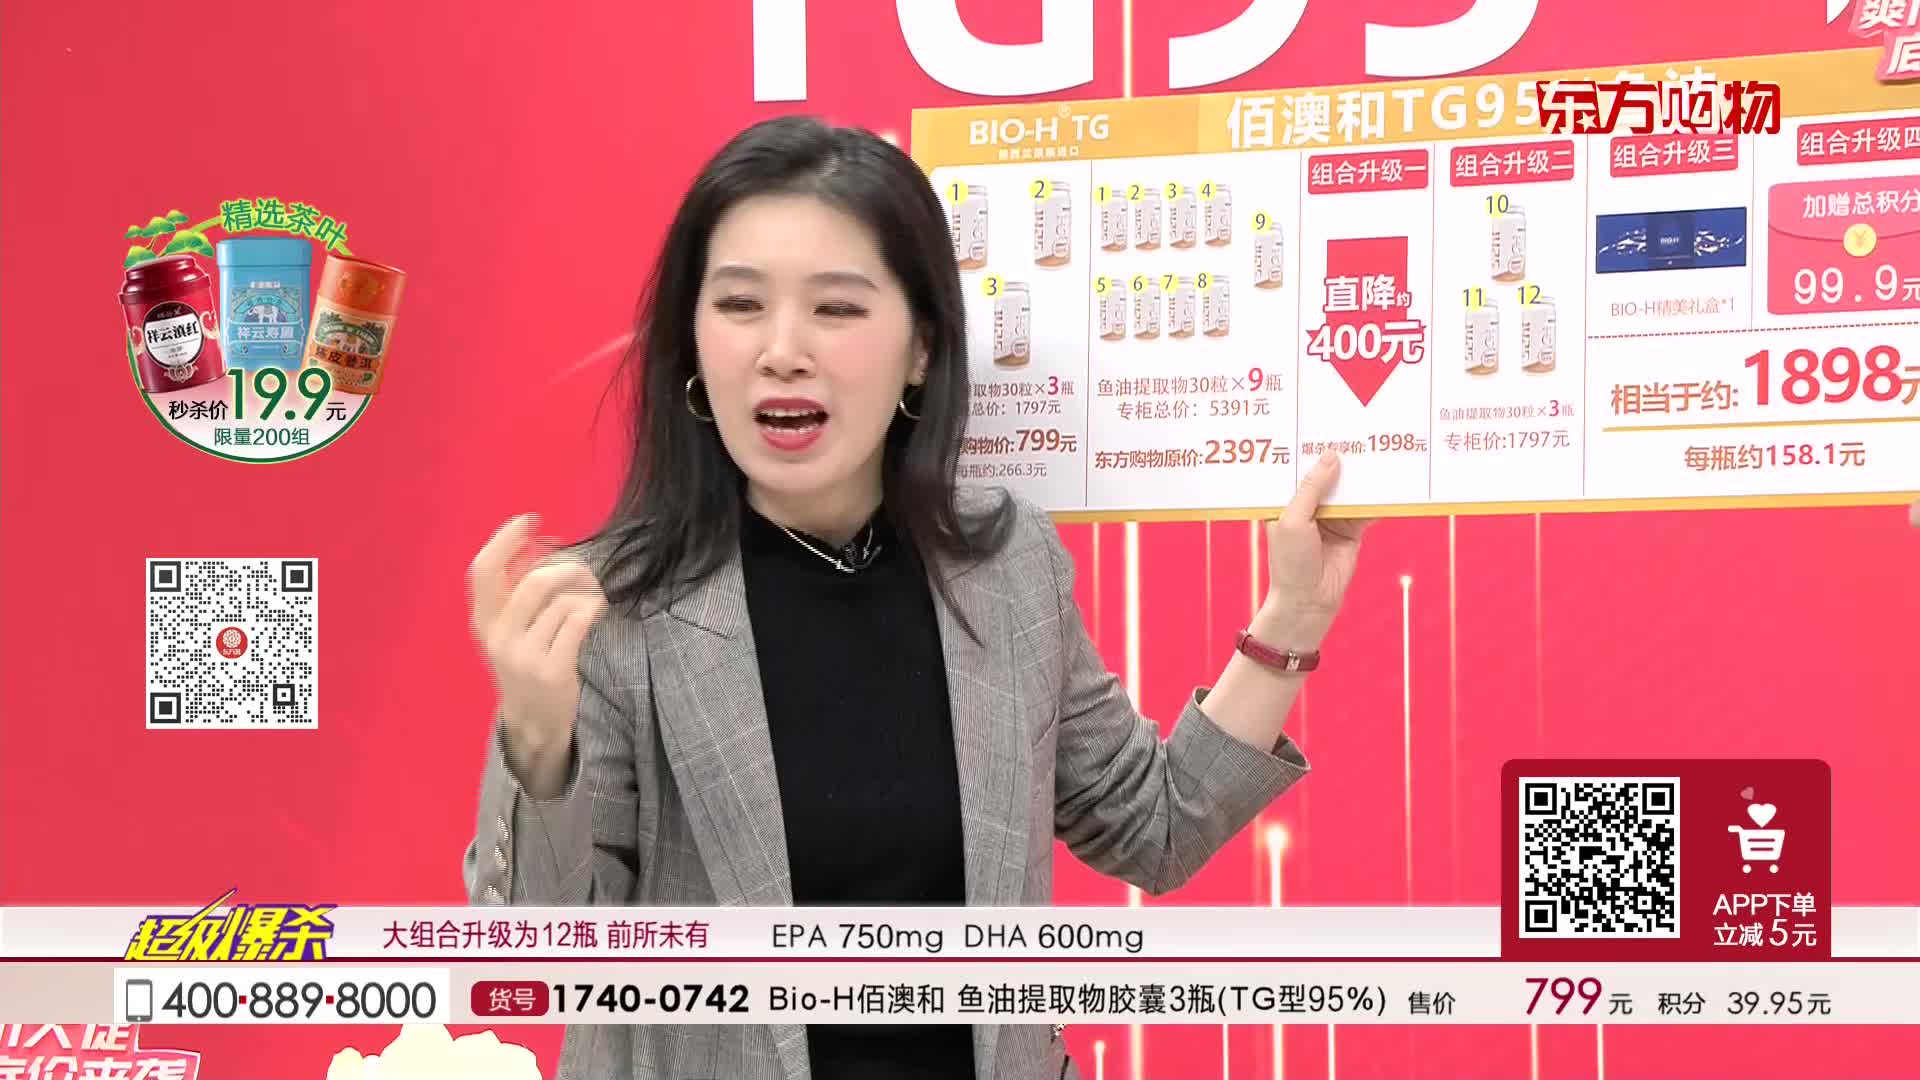 TG95
东方购物
BIO-H® TG
佰澳和TG95
1
2
3
取物30粒×3瓶
总价：1797元
购物价:799元
每瓶约:266.3元
1 2 3 4
9
5 6 7 8
鱼油提取物30粒×9瓶
专柜总价：5391元
东方购物原价:2397元
组合升级一
直降约
400元
爆杀专享价:1998元
组合升级二
10
11 12
鱼油提取物30粒×3瓶
专柜价:1797元
组合升级三
BIO-H
BIO-H精美礼盒*1
组合升级四
加赠总积分
99.9元
相当于约:1898元
每瓶约158.1元
精选茶叶
祥云滇红
祥云寿眉
陈皮普洱
秒杀价19.9元
限量200组
APP下单
立减5元
超级爆杀
大组合升级为12瓶 前所未有
EPA 750mg DHA 600mg
400·889·8000
货号 1740-0742
Bio-H佰澳和 鱼油提取物胶囊3瓶(TG型95%)
售价 799元 积分 39.95元